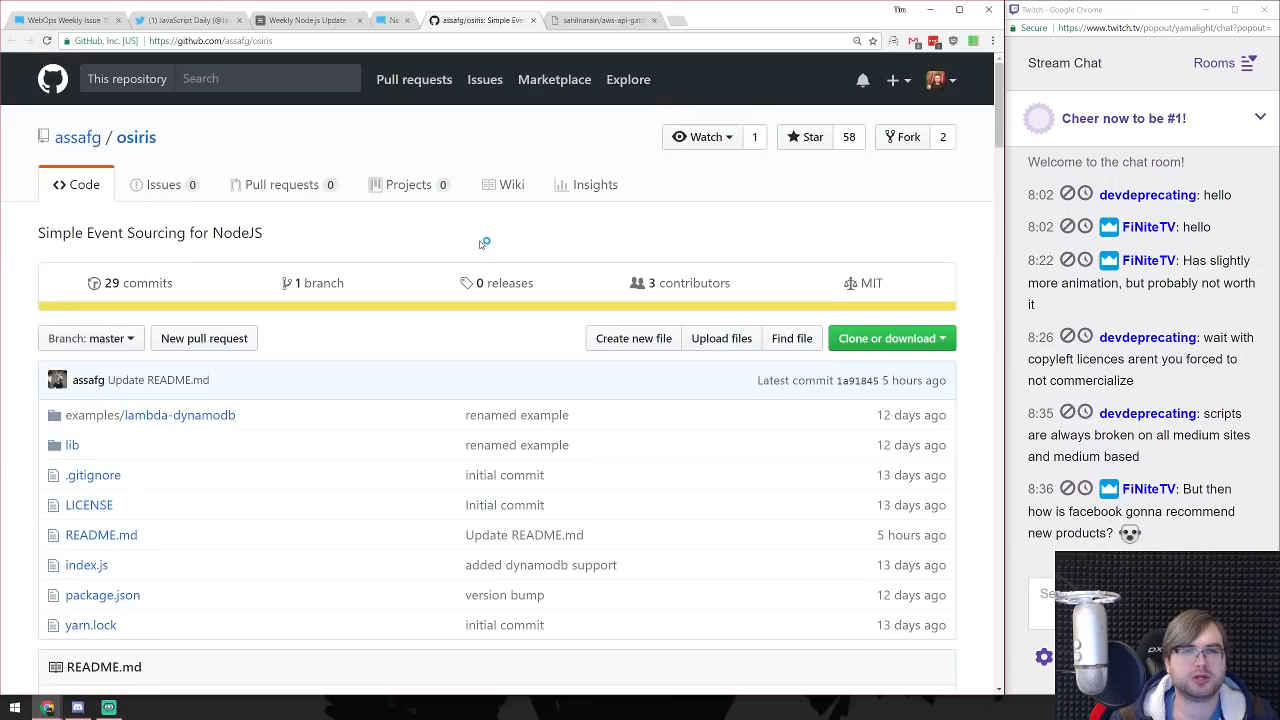 WebOps Weekly Issue 15
(1) JavaScript Daily (@Ja
Weekly Node.js Update -
No
assafg/osiris: Simple Eve
sahilnarain/aws-api-gat
Tim
GitHub, Inc. [US] https://github.com/assafg/osiris
This repository Search Pull requests Issues Marketplace Explore
assafg / osiris
Watch 1 Star 58 Fork 2
Code Issues 0 Pull requests 0 Projects 0 Wiki Insights
Simple Event Sourcing for NodeJS
29 commits 1 branch 0 releases 3 contributors MIT
Branch: master New pull request Create new file Upload files Find file Clone or download
assafg Update README.md Latest commit 1a91845 5 hours ago
examples/lambda-dynamodb renamed example 12 days ago
lib renamed example 12 days ago
.gitignore initial commit 13 days ago
LICENSE Initial commit 13 days ago
README.md Update README.md 5 hours ago
index.js added dynamodb support 13 days ago
package.json version bump 12 days ago
yarn.lock initial commit 13 days ago
README.md
Twitch - Google Chrome
Secure https://www.twitch.tv/popout/yamalight/chat?popout=
Stream Chat Rooms
Cheer now to be #1!
Welcome to the chat room!
8:02 devdeprecating: hello
8:02 FiNiteTV: hello
8:22 FiNiteTV: Has slightly
more animation, but probably not worth
it
8:26 devdeprecating: wait with
copyleft licences arent you forced to
not commercialize
8:35 devdeprecating: scripts
are always broken on all medium sites
and medium based
8:36 FiNiteTV: But then
how is facebook gonna recommend
new products?